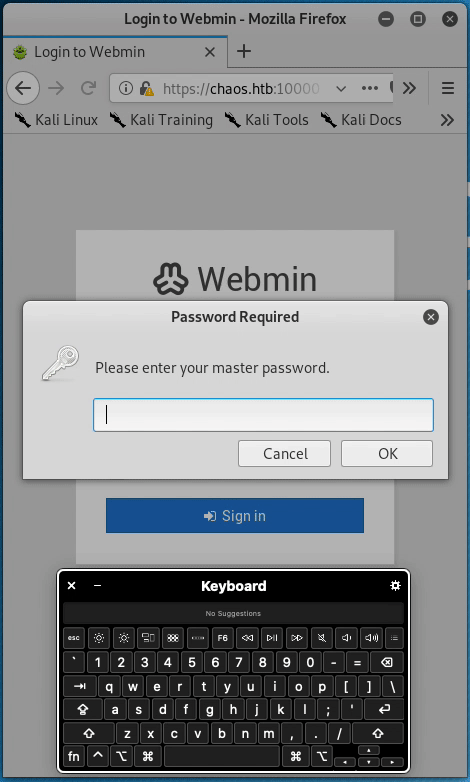 Login to Webmin - Mozilla Firefox
Login to Webmin
https://chaos.htb:10000
Kali Linux Kali Training Kali Tools Kali Docs
Webmin
Password Required
Please enter your master password.
Cancel OK
Sign in
Keyboard
No Suggestions
esc F6
` 1 2 3 4 5 6 7 8 9 0 - =
q w e r t y u i o p [ ] \
a s d f g h j k l ; '
z x c v b n m , . /
fn